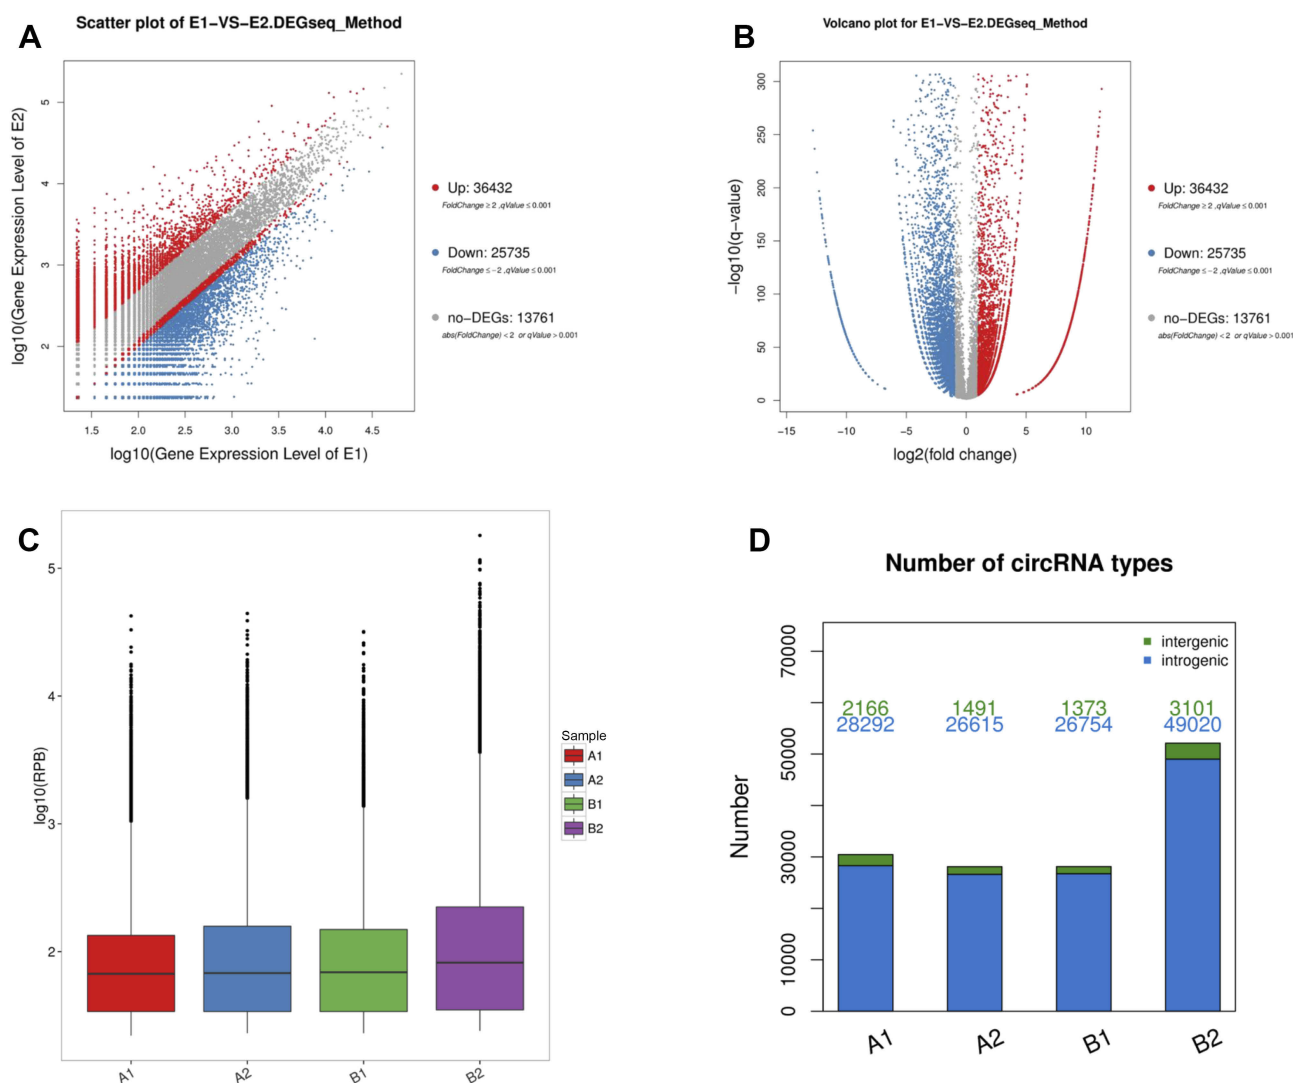 A
Scatter plot of E1-VS-E2.DEGseq_Method
log10(Gene Expression Level of E2)
5
4
3
2
1.5 2.0 2.5 3.0 3.5 4.0 4.5
log10(Gene Expression Level of E1)
Up: 36432
FoldChange ≥ 2 ,qValue ≤ 0.001
Down: 25735
FoldChange ≤ −2 ,qValue ≤ 0.001
no-DEGs: 13761
abs(FoldChange) < 2 or qValue > 0.001
B
Volcano plot for E1-VS-E2.DEGseq_Method
−log10(q−value)
300
250
200
150
100
50
0
−15 −10 −5 0 5 10
log2(fold change)
Up: 36432
FoldChange ≥ 2 ,qValue ≤ 0.001
Down: 25735
FoldChange ≤ −2 ,qValue ≤ 0.001
no-DEGs: 13761
abs(FoldChange) < 2 or qValue > 0.001
C
log10(RPB)
5
4
3
2
A1 A2 B1 B2
Sample
A1
A2
B1
B2
D
Number of circRNA types
Number
70000
50000
30000
10000
0
intergenic
introgenic
2166 1491 1373 3101
28292 26615 26754 49020
A1 A2 B1 B2